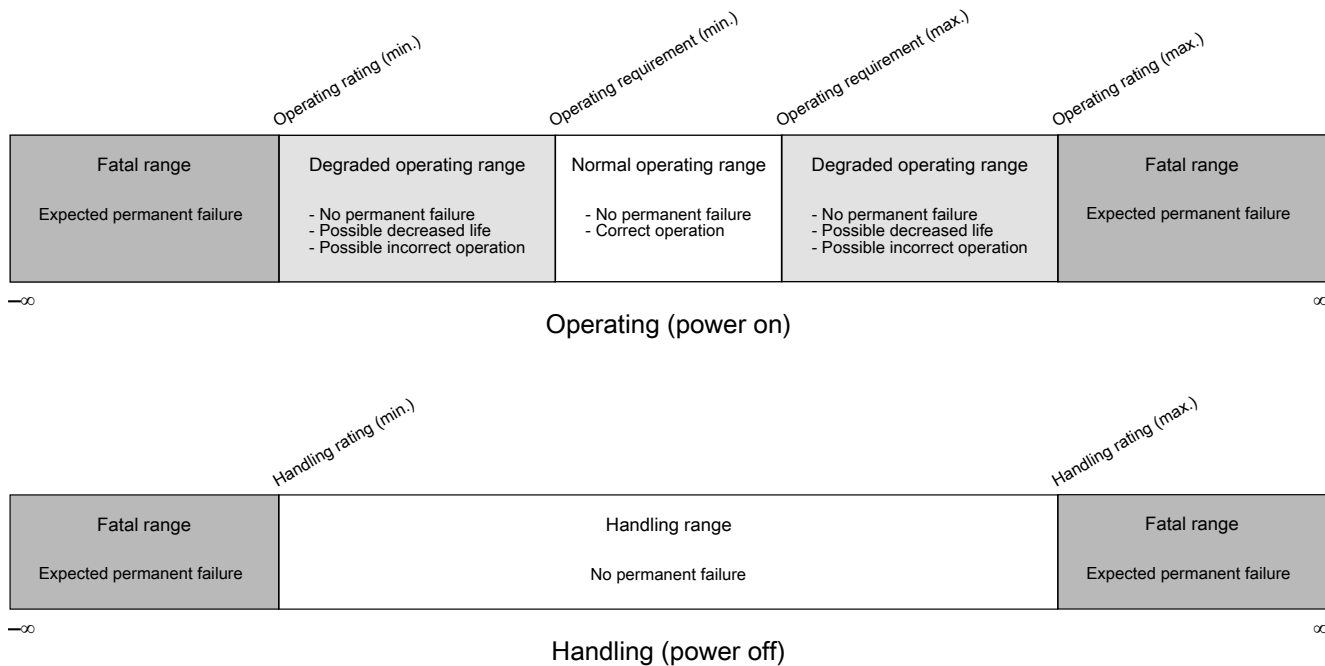 Operating rating (min.)
Operating requirement (min.)
Operating requirement (max.)
Operating rating (max.)
Fatal range
Expected permanent failure
Degraded operating range
- No permanent failure
- Possible decreased life
- Possible incorrect operation
Normal operating range
- No permanent failure
- Correct operation
Degraded operating range
- No permanent failure
- Possible decreased life
- Possible incorrect operation
Fatal range
Expected permanent failure
–∞
∞
Operating (power on)
Handling rating (min.)
Handling rating (max.)
Fatal range
Expected permanent failure
Handling range
No permanent failure
Fatal range
Expected permanent failure
–∞
∞
Handling (power off)